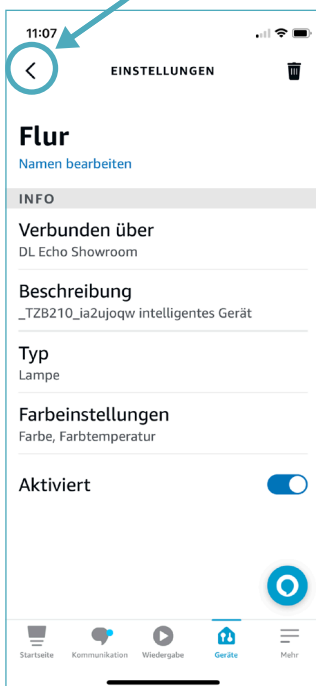 11:07
EINSTELLUNGEN
Flur
Namen bearbeiten
INFO
Verbunden über
DL Echo Showroom
Beschreibung
_TZB210_ia2ujoqw intelligentes Gerät
Typ
Lampe
Farbeinstellungen
Farbe, Farbtemperatur
Aktiviert
Startseite Kommunikation Wiedergabe Geräte Mehr